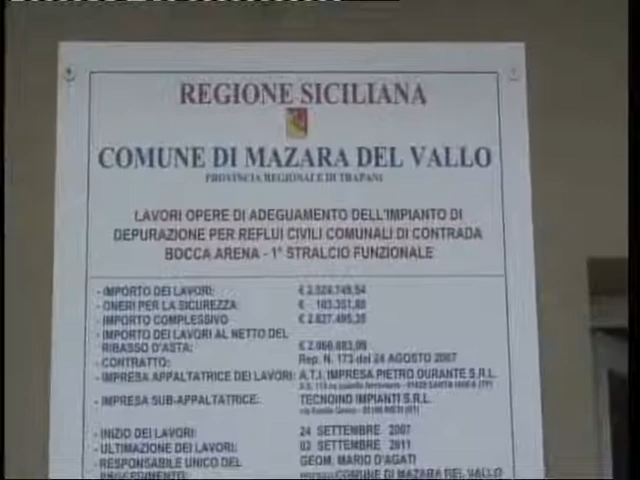 REGIONE SICILIANA
COMUNE DI MAZARA DEL VALLO
PROVINCIA REGIONALE DI TRAPANI
LAVORI OPERE DI ADEGUAMENTO DELL'IMPIANTO DI
DEPURAZIONE PER REFLUI CIVILI COMUNALI DI CONTRADA
BOCCA ARENA - 1° STRALCIO FUNZIONALE
- IMPORTO DEI LAVORI: €
- ONERI PER LA SICUREZZA: €
- IMPORTO COMPLESSIVO €
- IMPORTO DEI LAVORI AL NETTO DEL
RIBASSO D'ASTA: €
- CONTRATTO: Rep. N. 173 del 24 AGOSTO 2007
- IMPRESA APPALTATRICE DEI LAVORI: A.T.I. IMPRESA PIETRO DURANTE S.R.L.
- IMPRESA SUB-APPALTATRICE: TECNOINO IMPIANTI S.R.L.
- INIZIO DEI LAVORI: 24 SETTEMBRE 2007
- ULTIMAZIONE DEI LAVORI: 03 SETTEMBRE 2011
- RESPONSABILE UNICO DEL GEOM. MARIO D'AGATI
PROCEDIMENTO: COMUNE DI MAZARA DEL VALLO